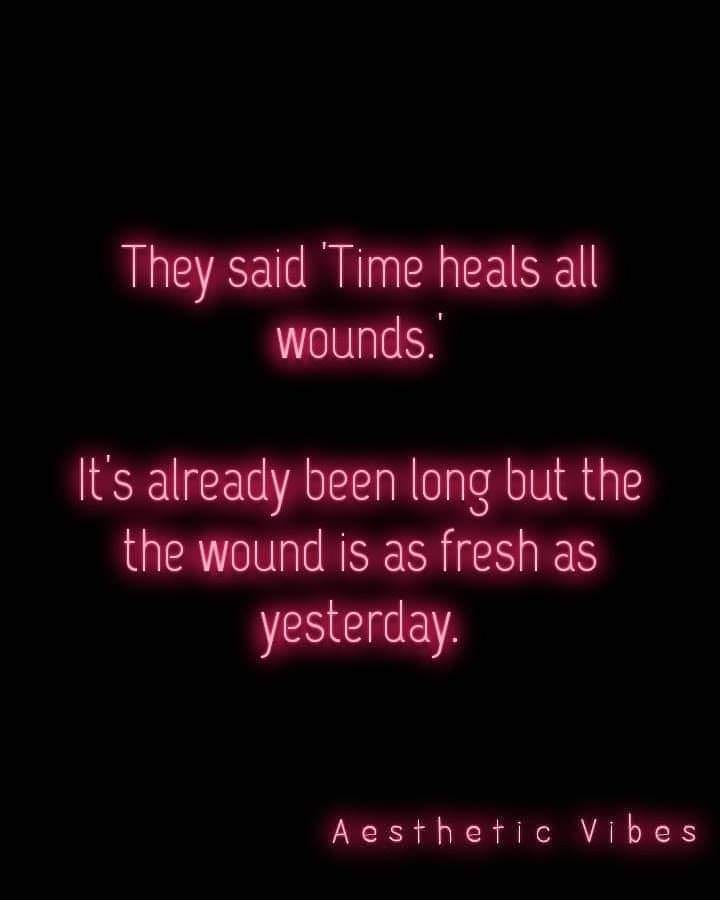 They said 'Time heals all
wounds.'
It's already been long but the
the wound is as fresh as
yesterday.
Aesthetic Vibes